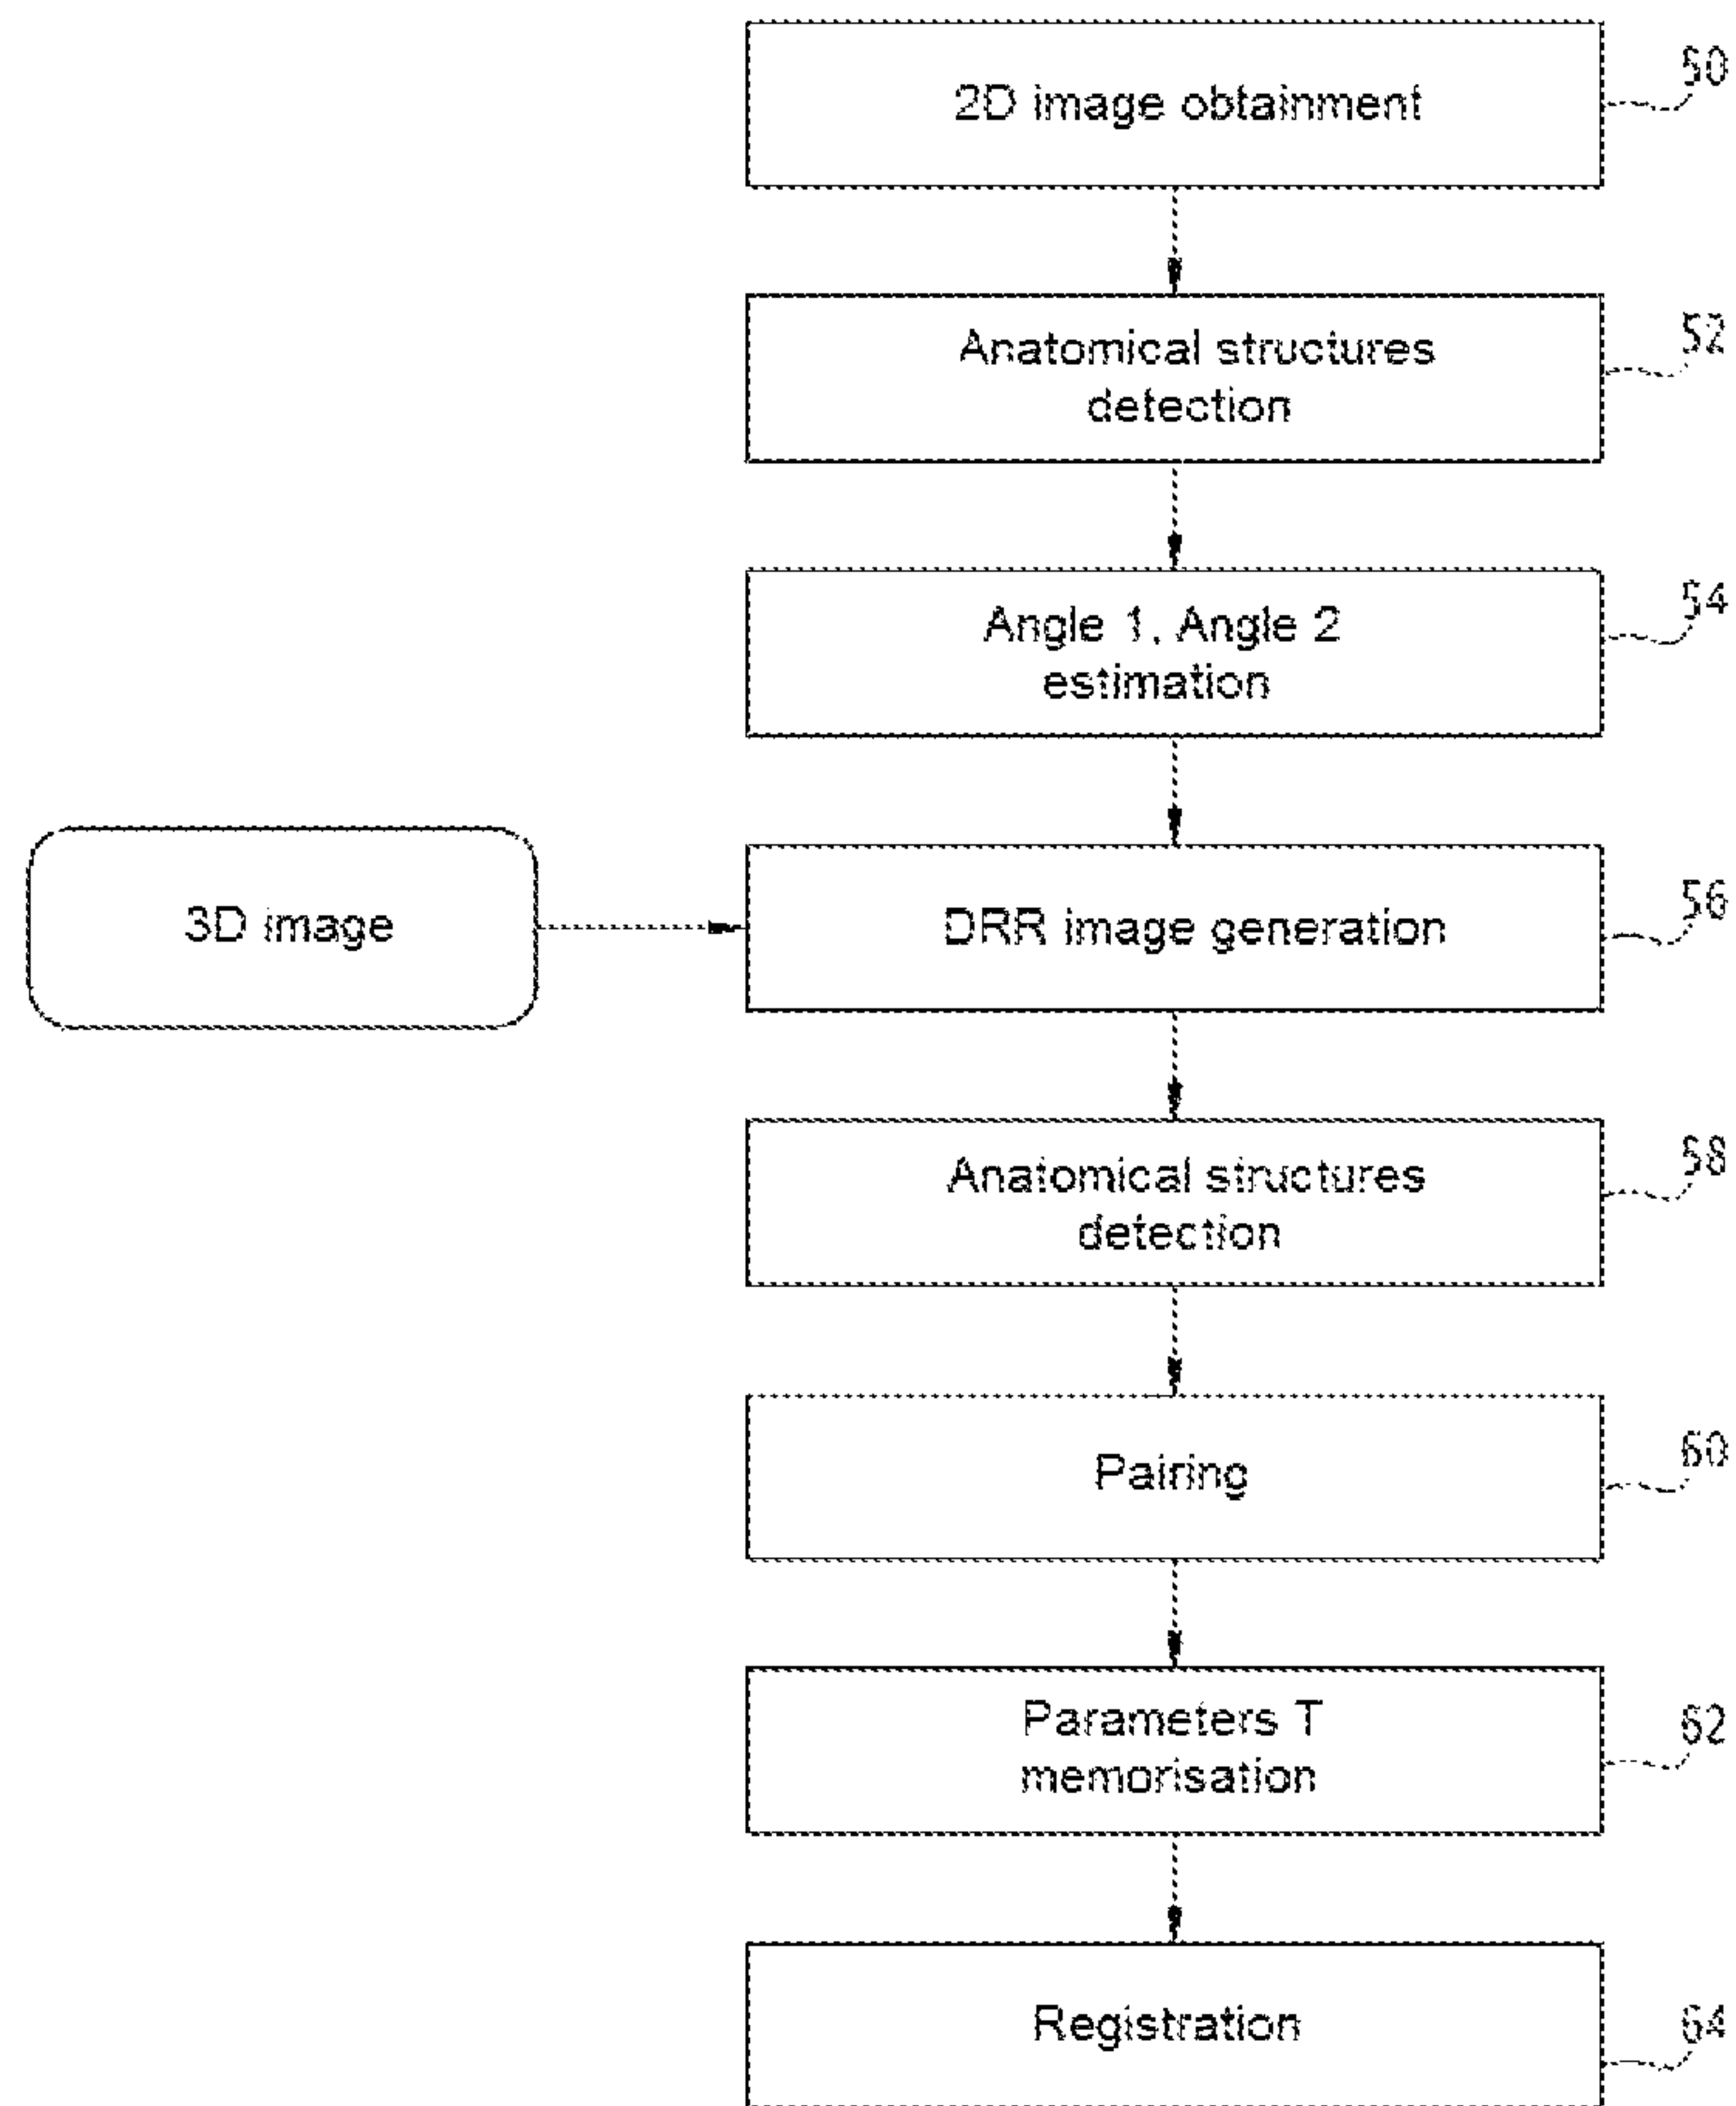 2D image obtainment
50
Anatomical structures
detection
52
Angle 1, Angle 2
estimation
54
3D image
DRR image generation
56
Anatomical structures
detection
58
Pairing
60
Parameters T
memorisation
62
Registration
64